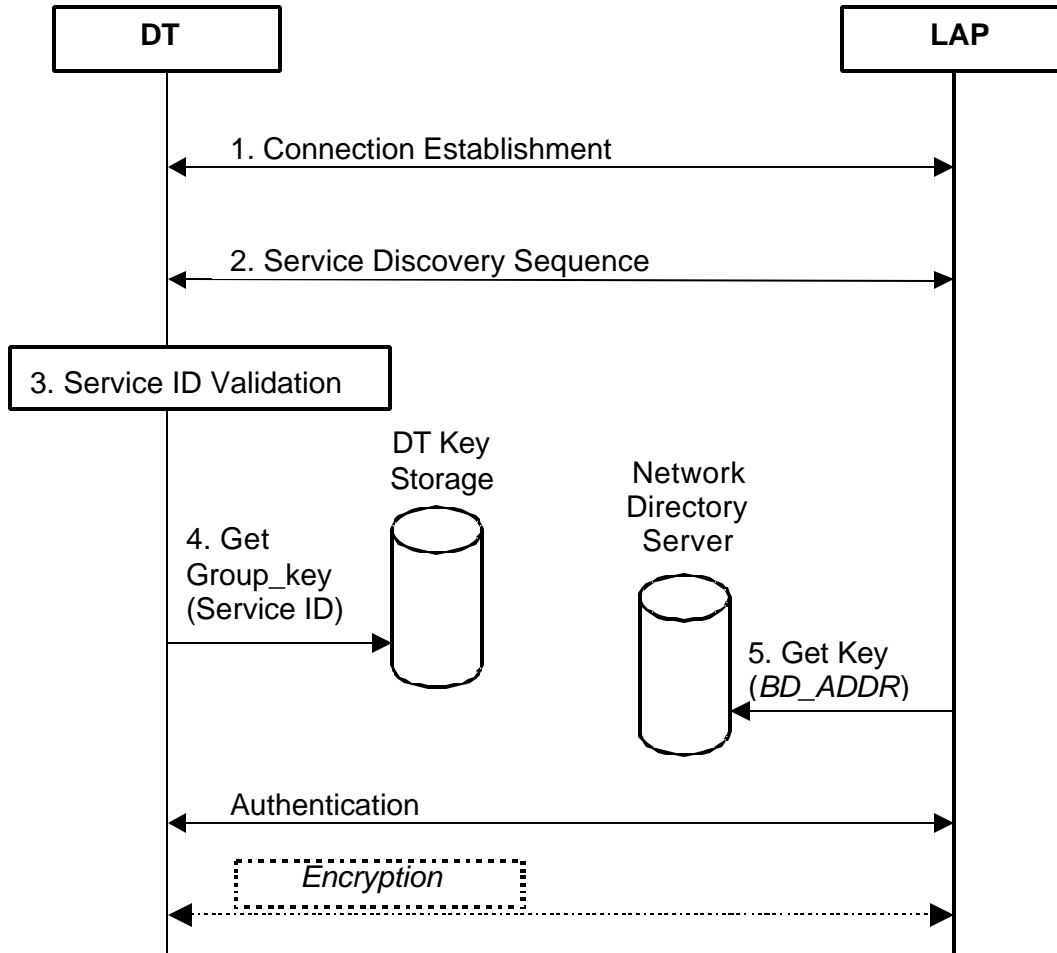 DT
LAP
1. Connection Establishment
2. Service Discovery Sequence
3. Service ID Validation
DT Key
Storage
Network
Directory
Server
4. Get
Group_key
(Service ID)
5. Get Key
(BD_ADDR)
Authentication
Encryption